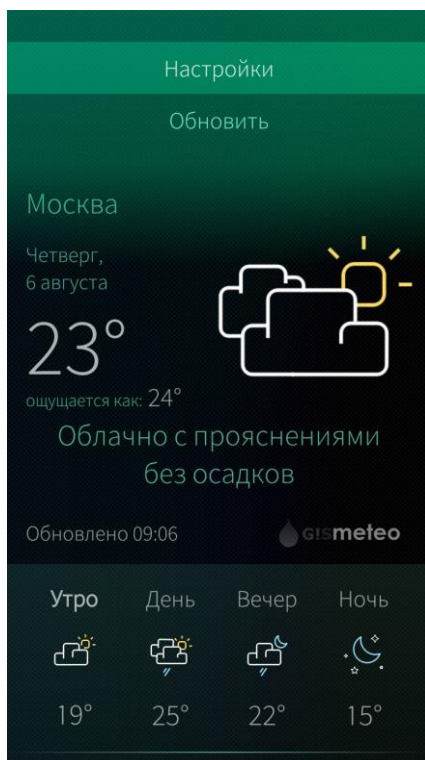 Настройки
Обновить
Москва
Четверг,
6 августа
23°
ощущается как: 24°
Облачно с прояснениями
без осадков
Обновлено 09:06
GISmeteo
Утро День Вечер Ночь
19° 25° 22° 15°